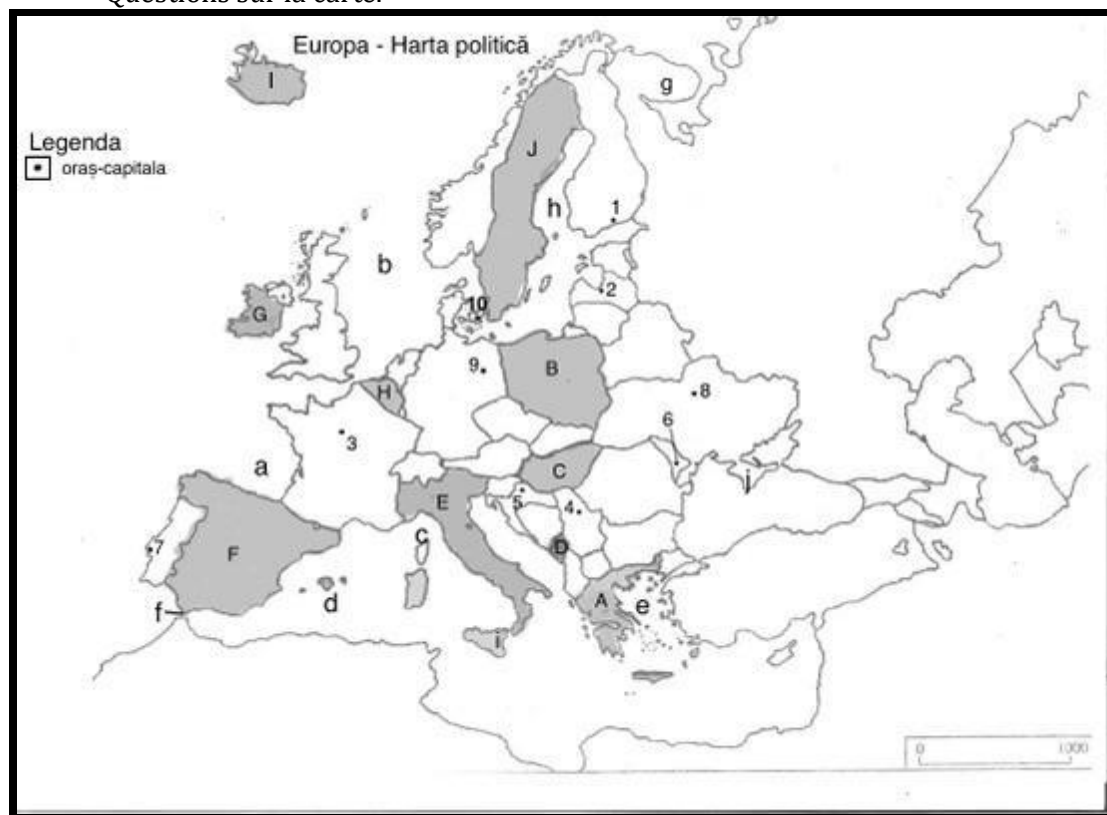 Questions sur la carte:
Europa - Harta politică
I
g
Legenda
oraş-capitala
J
h
1
b
2
10
G
9
B
H
8
6
3
a
C
j
E
5
4
C
D
7
F
A
e
d
f
i
0
1000